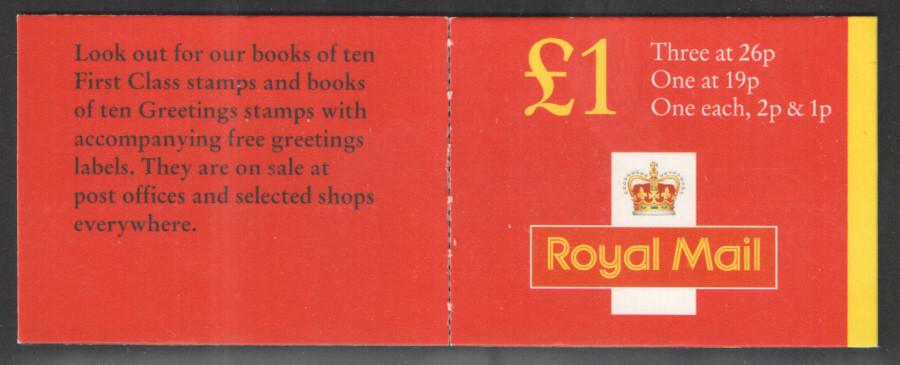 Look out for our books of ten
First Class stamps and books
of ten Greetings stamps with
accompanying free greetings
labels. They are on sale at
post offices and selected shops
everywhere.
£1
Three at 26p
One at 19p
One each, 2p & 1p
Royal Mail